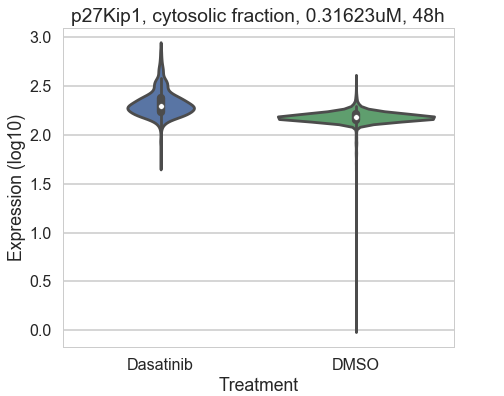 p27Kip1, cytosolic fraction, 0.31623uM, 48h
3.0
2.5
2.0
1.5
1.0
0.5
0.0
Expression (log10)
Dasatinib DMSO
Treatment